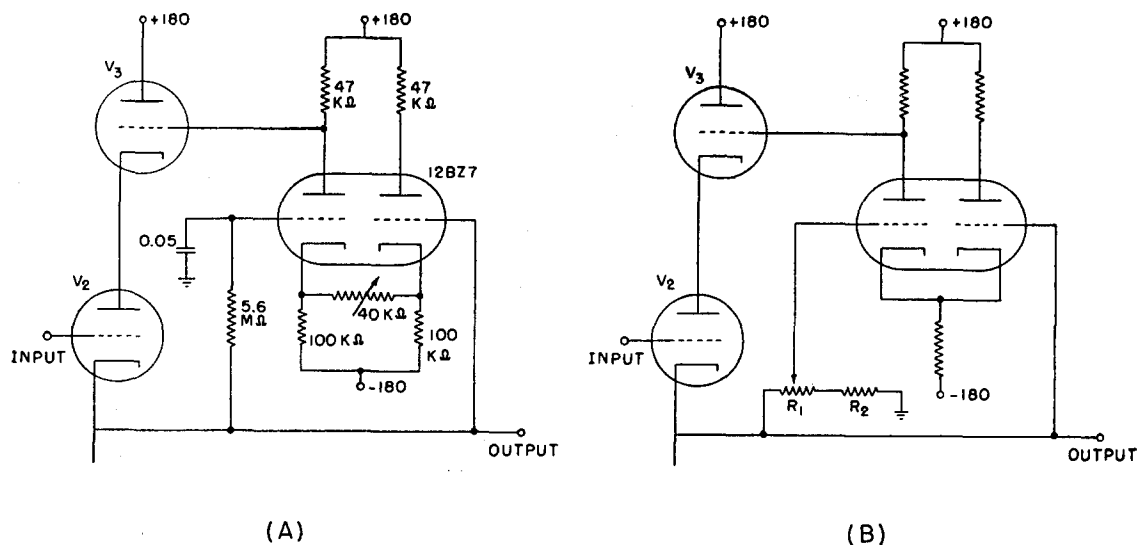 +180
+180
V3
47
KΩ
47
KΩ
12BZ7
0.05
V2
5.6
MΩ
40 KΩ
100 KΩ
100
KΩ
INPUT
-180
OUTPUT
(A)
+180
+180
V3
V2
INPUT
R1
R2
-180
OUTPUT
(B)